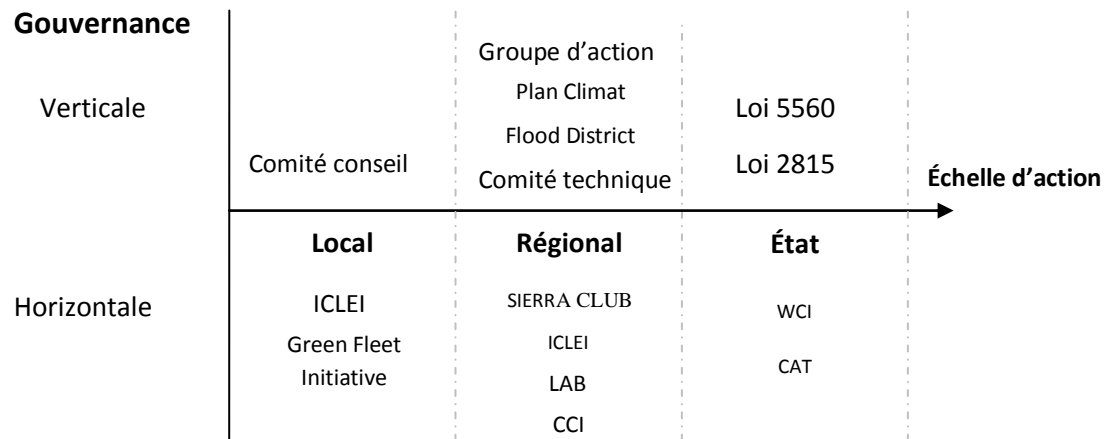 Gouvernance
Groupe d’action
Plan Climat
Verticale
Loi 5560
Flood District
Comité conseil
Loi 2815
Comité technique
Échelle d’action
Local
Régional
État
Horizontale
ICLEI
SIERRA CLUB
WCI
Green Fleet
Initiative
ICLEI
CAT
LAB
CCI